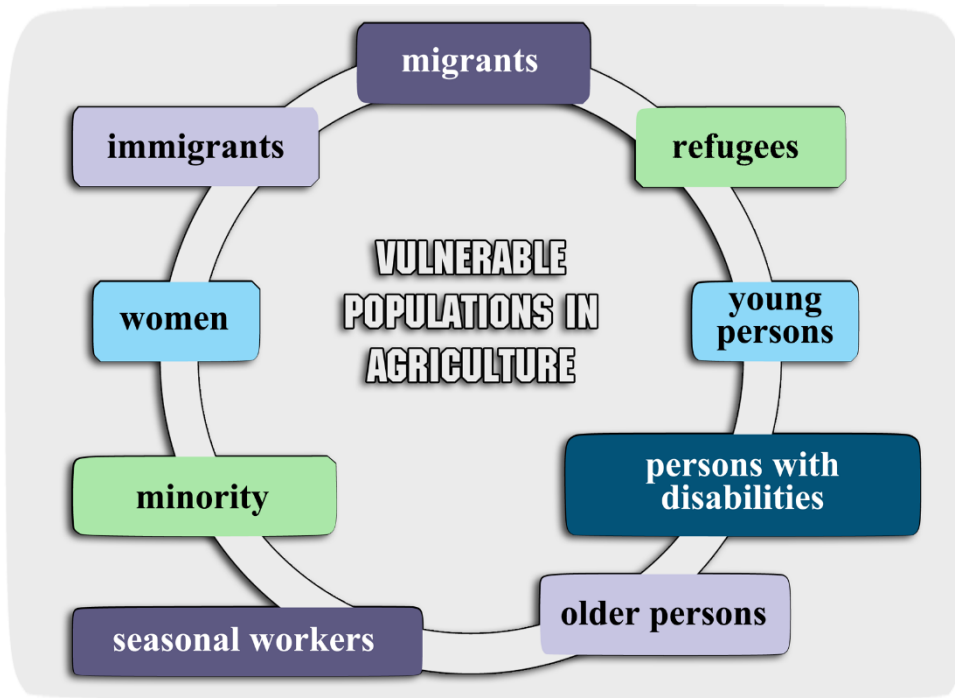 migrants
immigrants
refugees
VULNERABLE
POPULATIONS IN
AGRICULTURE
women
young
persons
minority
persons with
disabilities
older persons
seasonal workers